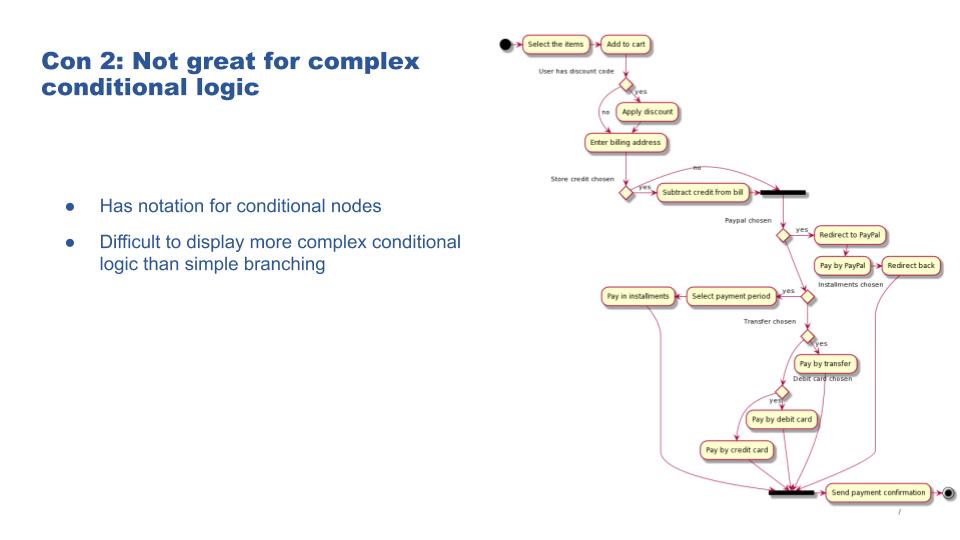 Con 2: Not great for complex
conditional logic
● Has notation for conditional nodes
● Difficult to display more complex conditional
logic than simple branching
Select the items
Add to cart
User has discount code
yes
no
Apply discount
Enter billing address
no
Store credit chosen
yes
Subtract credit from bill
Paypal chosen
yes
Redirect to PayPal
Pay by PayPal
Redirect back
Installments chosen
yes
Select payment period
Pay in installments
Transfer chosen
yes
Pay by transfer
Debit card chosen
yes
Pay by debit card
Pay by credit card
Send payment confirmation
/